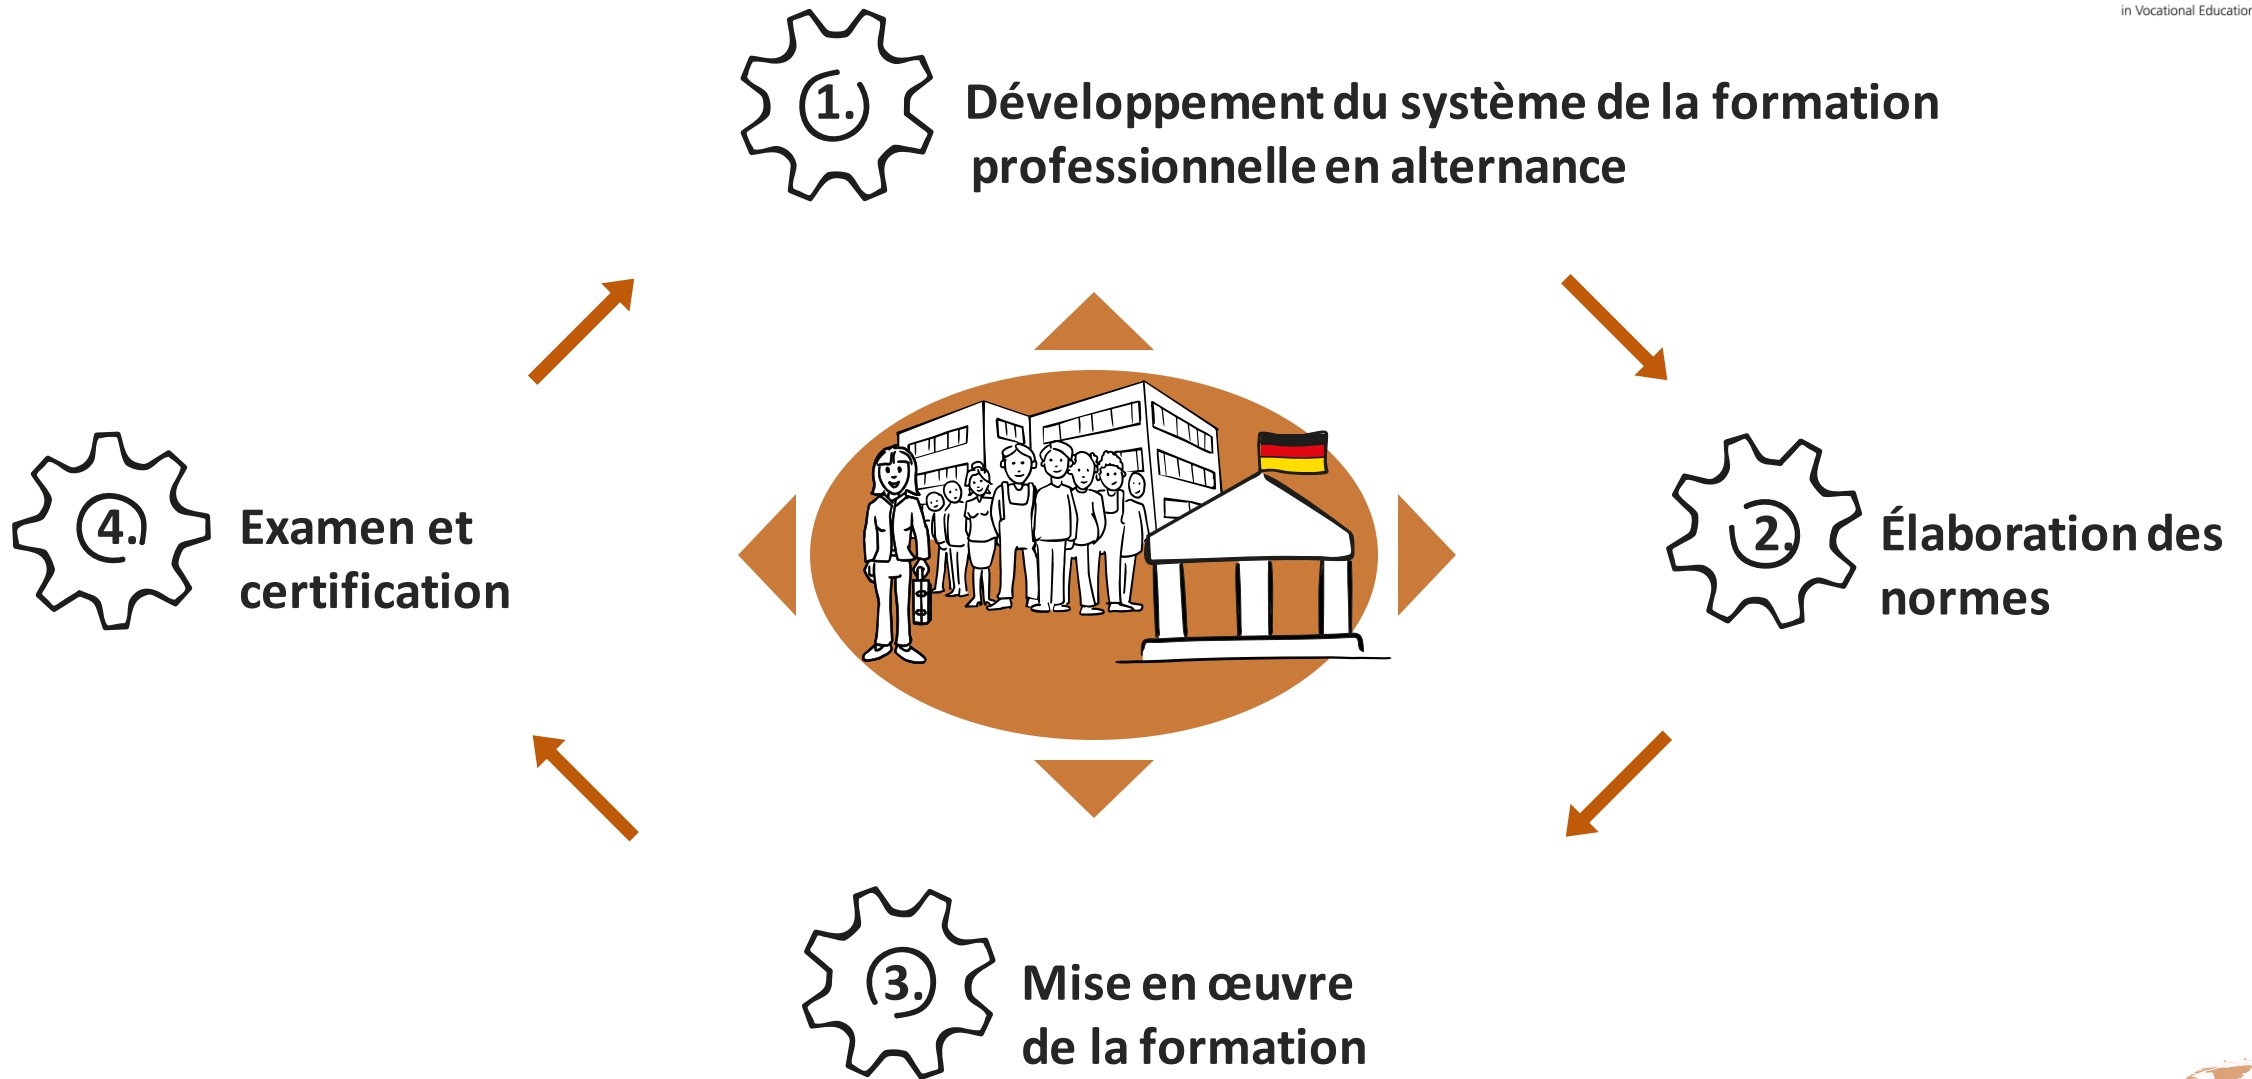 in Vocational Education
1.
Développement du système de la formation
professionnelle en alternance
4.
Examen et
certification
2.
Élaboration des
normes
3.
Mise en œuvre
de la formation